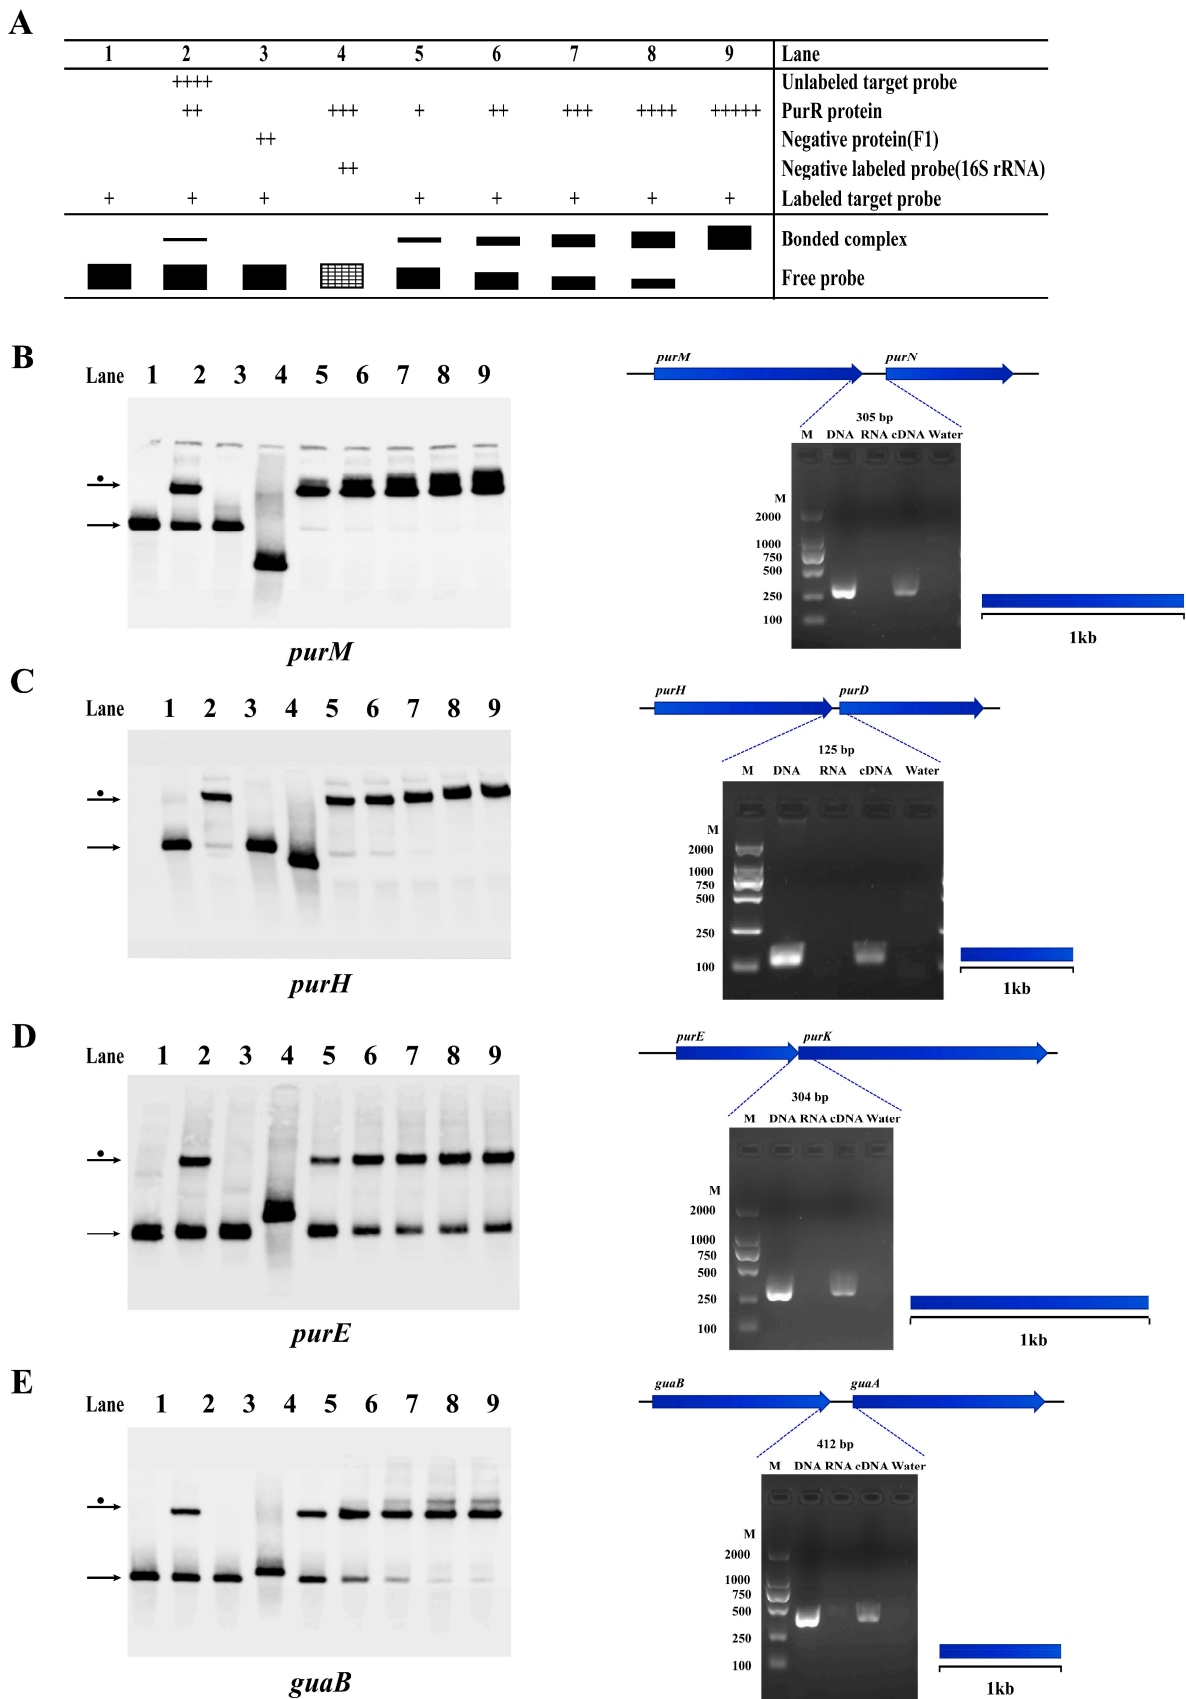 A
1 2 3 4 5 6 7 8 9 Lane
++++ Unlabeled target probe
++ +++ + ++ +++ ++++ +++++ PurR protein
++ Negative protein(F1)
++ Negative labeled probe(16S rRNA)
+ + + + + + + + Labeled target probe
Bonded complex
Free probe
B
Lane 1 2 3 4 5 6 7 8 9
purM
purM purN
305 bp
M DNA RNA cDNA Water
M
2000
1000
750
500
250
100
1kb
C
Lane 1 2 3 4 5 6 7 8 9
purH
purH purD
125 bp
M DNA RNA cDNA Water
M
2000
1000
750
500
250
100
1kb
D
Lane 1 2 3 4 5 6 7 8 9
purE
purE purK
304 bp
M DNA RNA cDNA Water
M
2000
1000
750
500
250
100
1kb
E
Lane 1 2 3 4 5 6 7 8 9
guaB
guaB guaA
412 bp
M DNA RNA cDNA Water
M
2000
1000
750
500
250
100
1kb